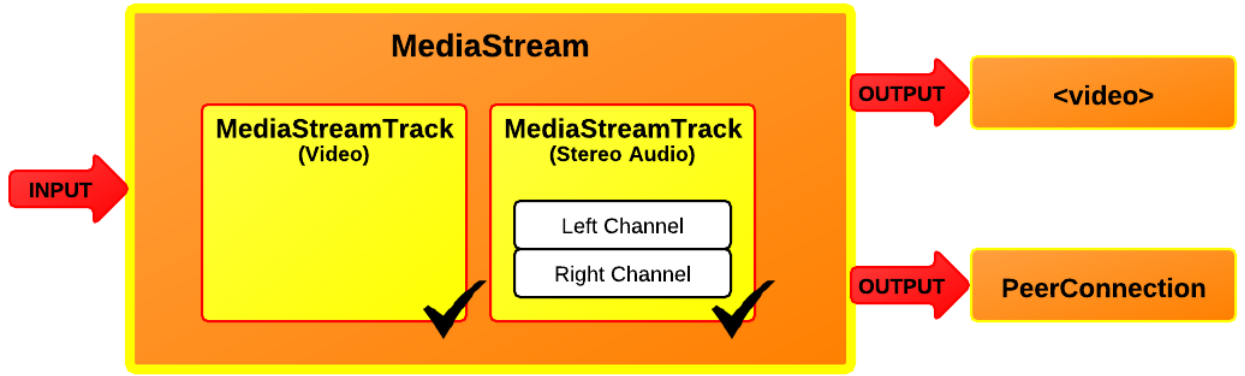 MediaStream
MediaStreamTrack
(Video)
MediaStreamTrack
(Stereo Audio)
Left Channel
Right Channel
INPUT
OUTPUT
<video>
OUTPUT
PeerConnection